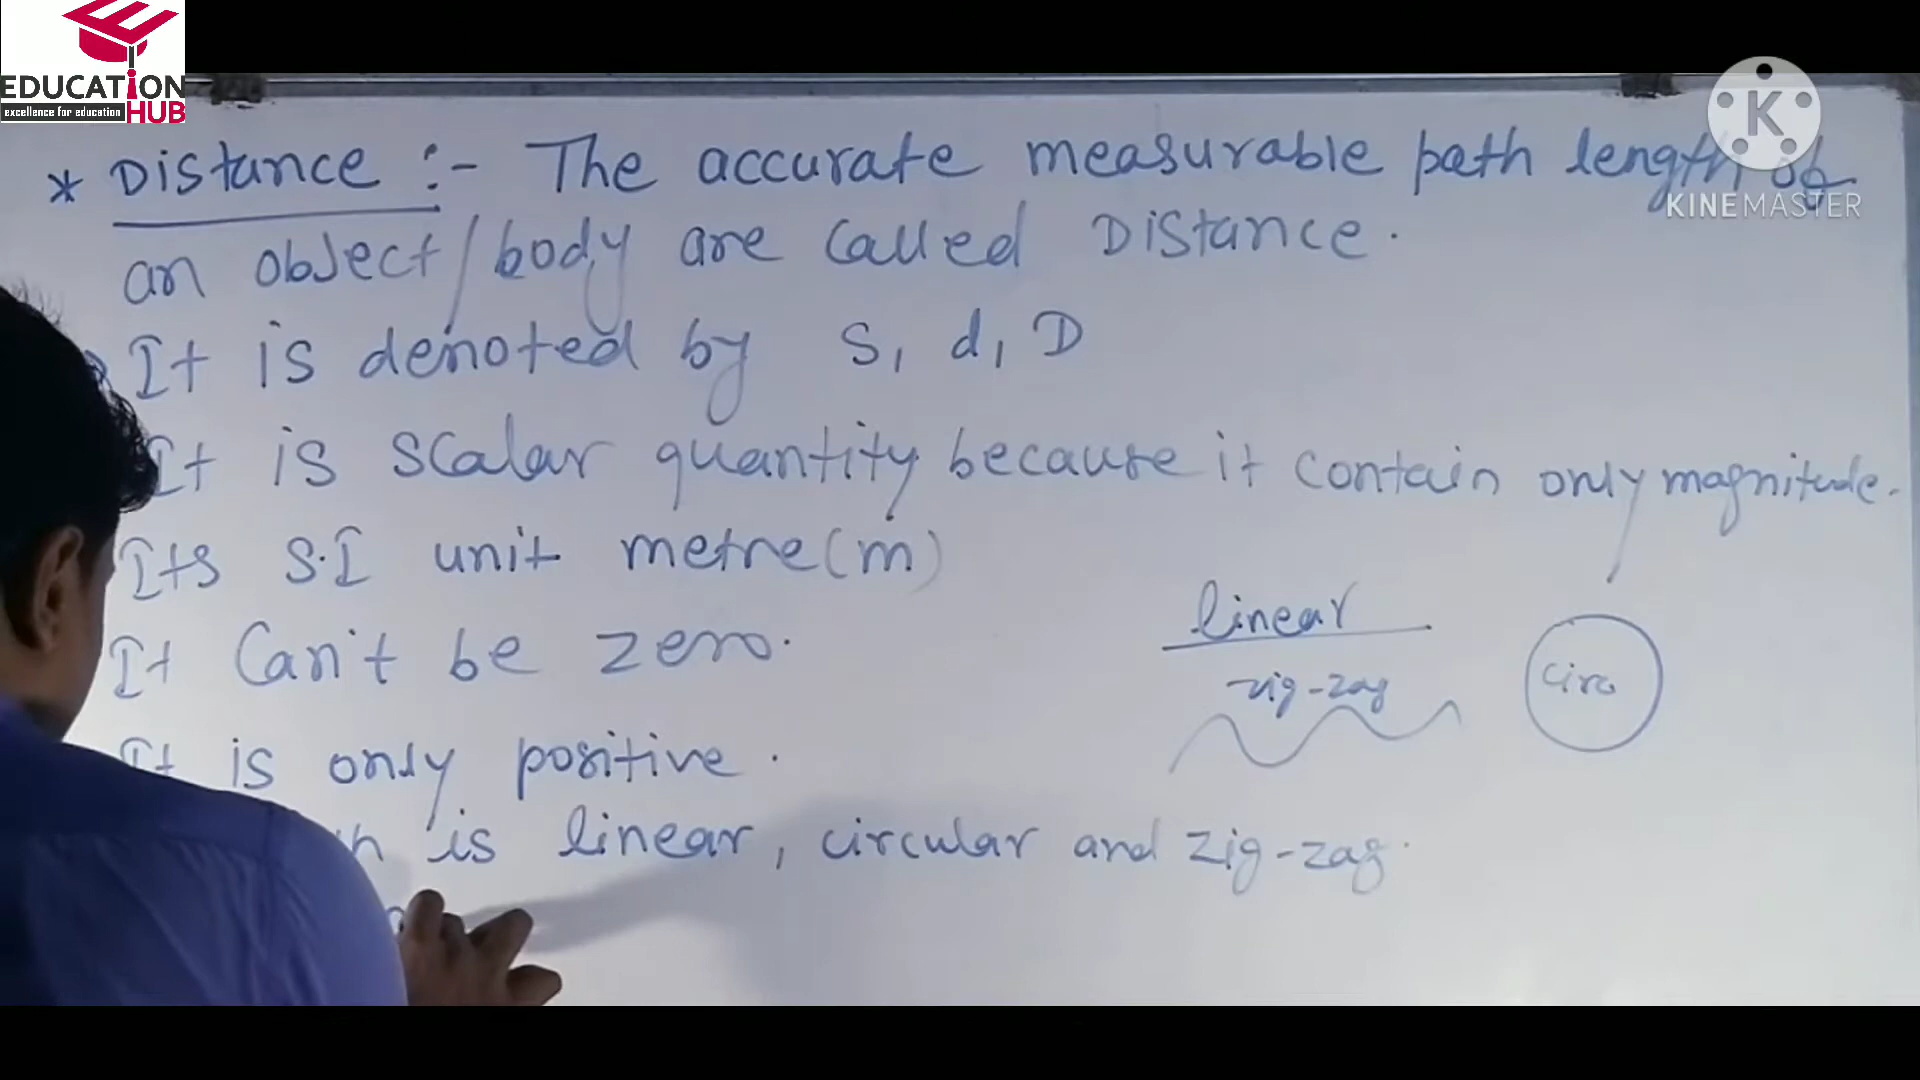 EDUCATION
HUB
excellence for education
K
KINEMASTER
* Distance :- The accurate measurable path length of
an object/body are called Distance.
It is denoted by S, d, D
It is scalar quantity because it contain only magnitude.
Its S.I unit metre(m)
It Can't be zero.
It is only positive.
is linear, circular and zig-zag.
linear
zig-zag
circ